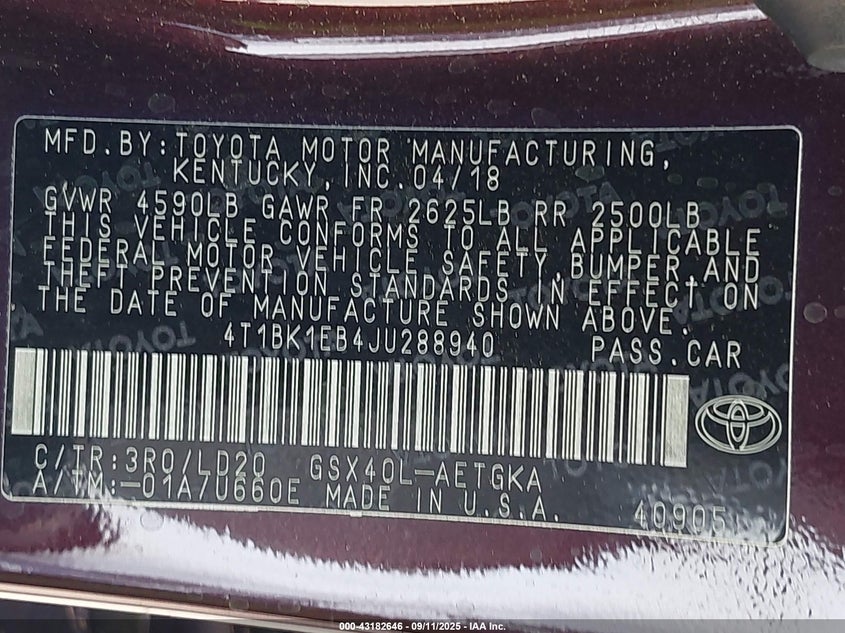 MFD.BY:TOYOTA MOTOR MANUFACTURING,
KENTUCKY,INC.04/18
GVWR 4590LB GAWR FR 2625LB RR 2500LB
THIS VEHICLE CONFORMS TO ALL APPLICABLE
FEDERAL MOTOR VEHICLE SAFETY,BUMPER,AND
THEFT PREVENTION STANDARDS IN EFFECT ON
THE DATE OF MANUFACTURE SHOWN ABOVE.
4T1BK1EB4JU288940 PASS.CAR
C/TR:3R0/LD20 GSX40L-AETGKA
A/TM:-01A7U660E MADE IN U.S.A. 40905
000-43182646 - 09/11/2025 - IAA Inc.